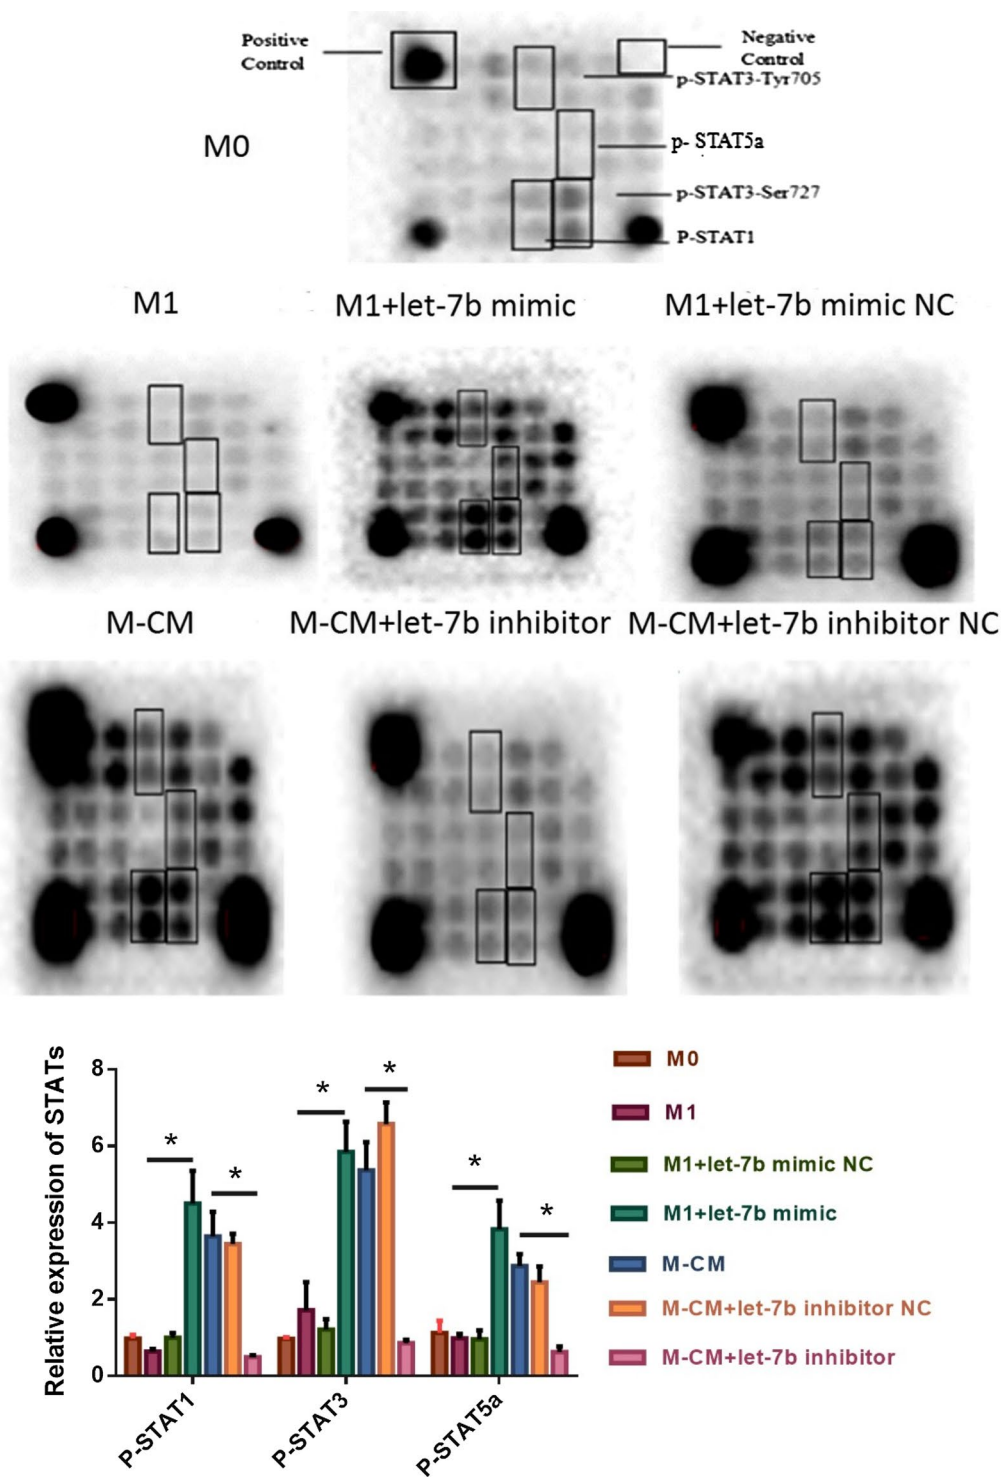 Positive
Control
Negative
Control
p-STAT3-Tyr705
M0
p- STAT5a
p-STAT3-Ser727
P-STAT1
M1
M1+let-7b mimic
M1+let-7b mimic NC
M-CM
M-CM+let-7b inhibitor
M-CM+let-7b inhibitor NC
Relative expression of STATs
8
6
4
2
0
*
*
*
*
*
*
P-STAT1
P-STAT3
P-STAT5a
M0
M1
M1+let-7b mimic NC
M1+let-7b mimic
M-CM
M-CM+let-7b inhibitor NC
M-CM+let-7b inhibitor